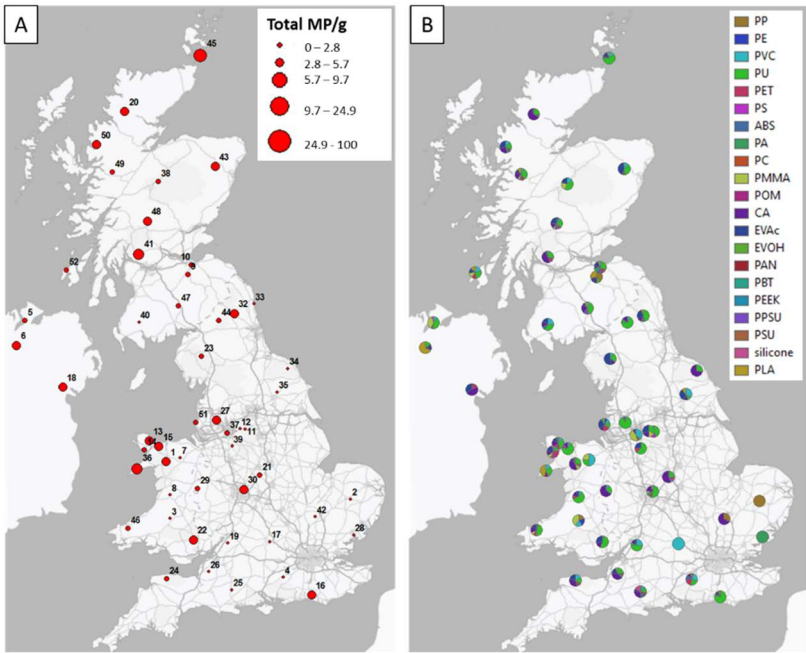 A
Total MP/g
0 – 2.8
2.8 – 5.7
5.7 – 9.7
9.7 – 24.9
24.9 - 100
45
20
50
49
38
43
48
41
10
9
52
47
40
33
32
44
5
6
18
23
34
35
51
27
37
12
11
39
13
14
15
36
1
7
8
29
21
30
2
42
28
3
46
22
19
17
24
26
25
4
16
B
PP
PE
PVC
PU
PET
PS
ABS
PA
PC
PMMA
POM
CA
EVAc
EVOH
PAN
PBT
PEEK
PPSU
PSU
silicone
PLA